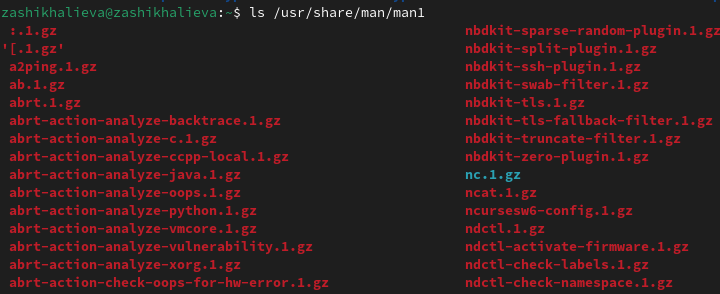 zashikhalieva@zashikhalieva:~$ ls /usr/share/man/man1
:.1.gz nbdkit-sparse-random-plugin.1.gz
'[.1.gz' nbdkit-split-plugin.1.gz
a2ping.1.gz nbdkit-ssh-plugin.1.gz
ab.1.gz nbdkit-swab-filter.1.gz
abrt.1.gz nbdkit-tls.1.gz
abrt-action-analyze-backtrace.1.gz nbdkit-tls-fallback-filter.1.gz
abrt-action-analyze-c.1.gz nbdkit-truncate-filter.1.gz
abrt-action-analyze-ccpp-local.1.gz nbdkit-zero-plugin.1.gz
abrt-action-analyze-java.1.gz nc.1.gz
abrt-action-analyze-oops.1.gz ncat.1.gz
abrt-action-analyze-python.1.gz ncursesw6-config.1.gz
abrt-action-analyze-vmcore.1.gz ndctl.1.gz
abrt-action-analyze-vulnerability.1.gz ndctl-activate-firmware.1.gz
abrt-action-analyze-xorg.1.gz ndctl-check-labels.1.gz
abrt-action-check-oops-for-hw-error.1.gz ndctl-check-namespace.1.gz